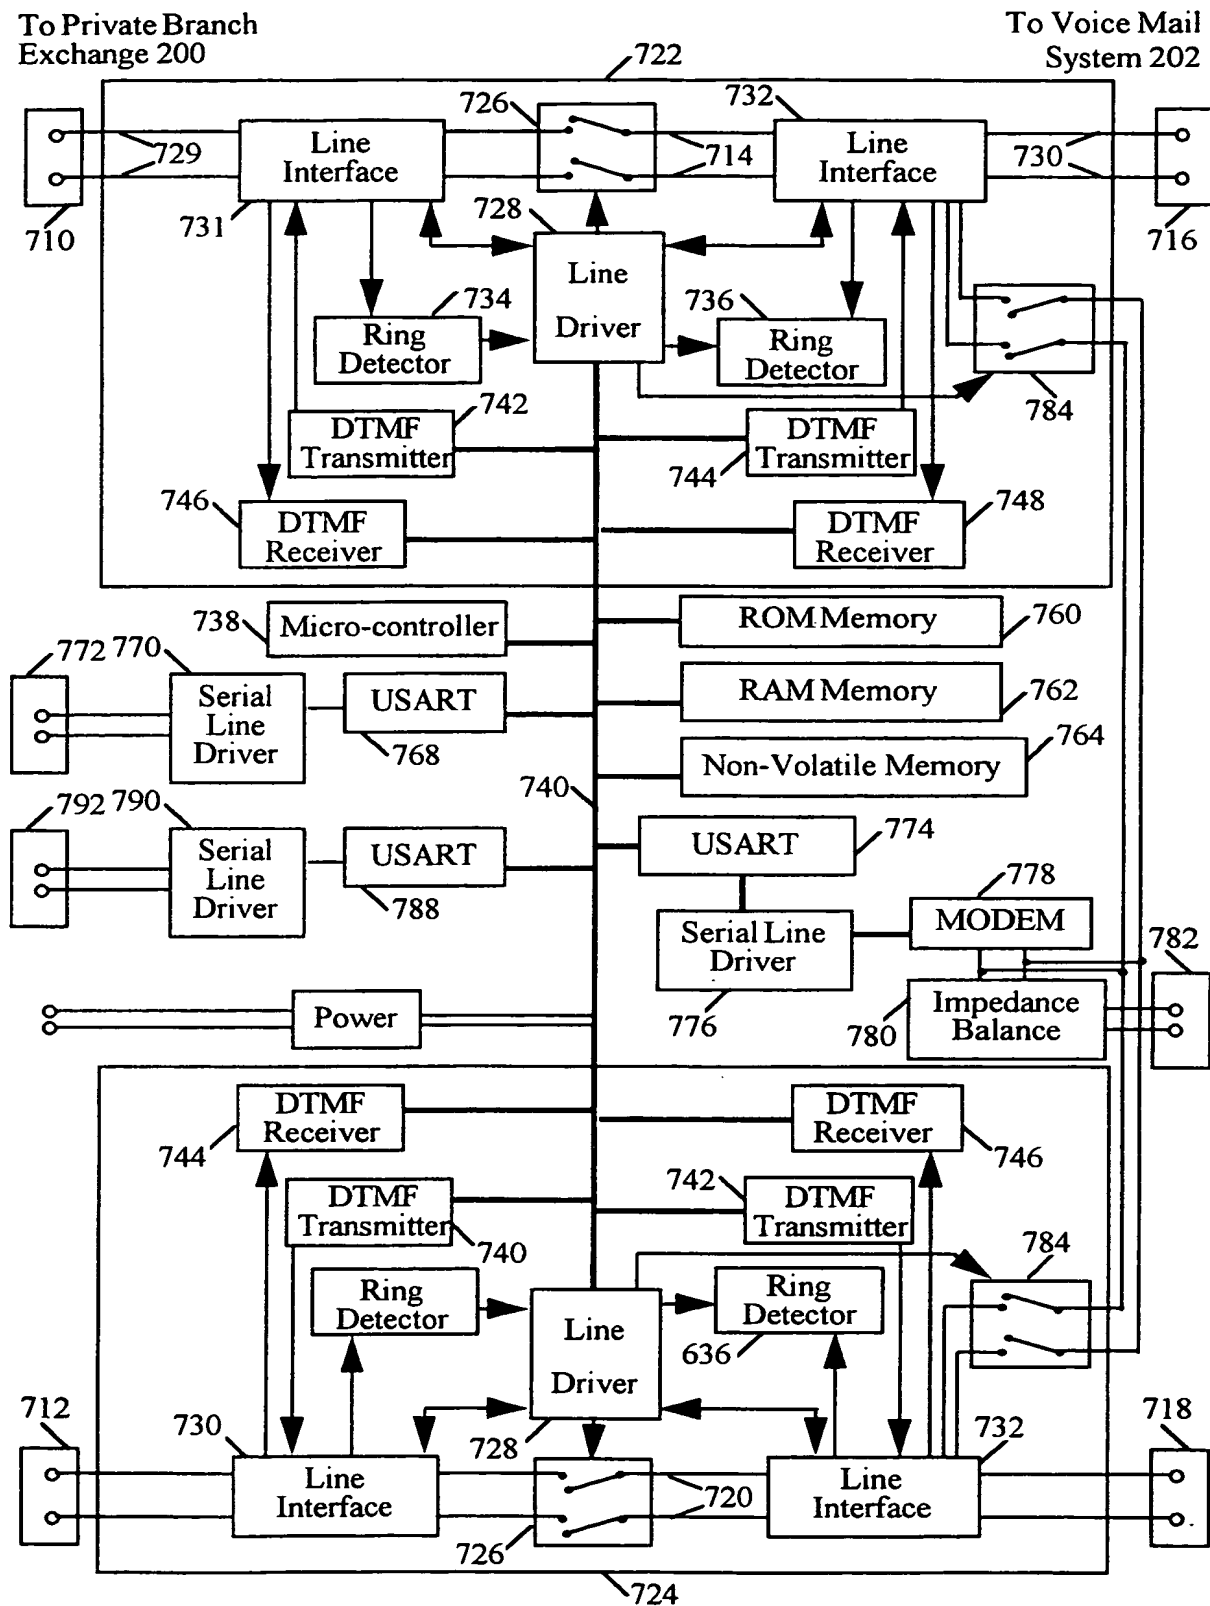 To Private Branch
Exchange 200
To Voice Mail
System 202
722
726
732
Line
Interface
Line
Interface
729
714
730
710
731
728
716
Line
Driver
734
736
Ring
Detector
Ring
Detector
784
742
DTMF
Transmitter
DTMF
Transmitter
744
746
748
DTMF
Receiver
DTMF
Receiver
738
Micro-controller
ROM Memory
760
772
770
Serial
Line
Driver
USART
768
RAM Memory
762
764
Non-Volatile Memory
740
792
790
Serial
Line
Driver
USART
788
USART
774
778
MODEM
Serial Line
Driver
776
782
Impedance
Balance
780
Power
DTMF
Receiver
744
DTMF
Receiver
746
742
DTMF
Transmitter
740
DTMF
Transmitter
784
Ring
Detector
Ring
Detector
636
Line
Driver
712
730
728
732
718
Line
Interface
Line
Interface
720
726
724